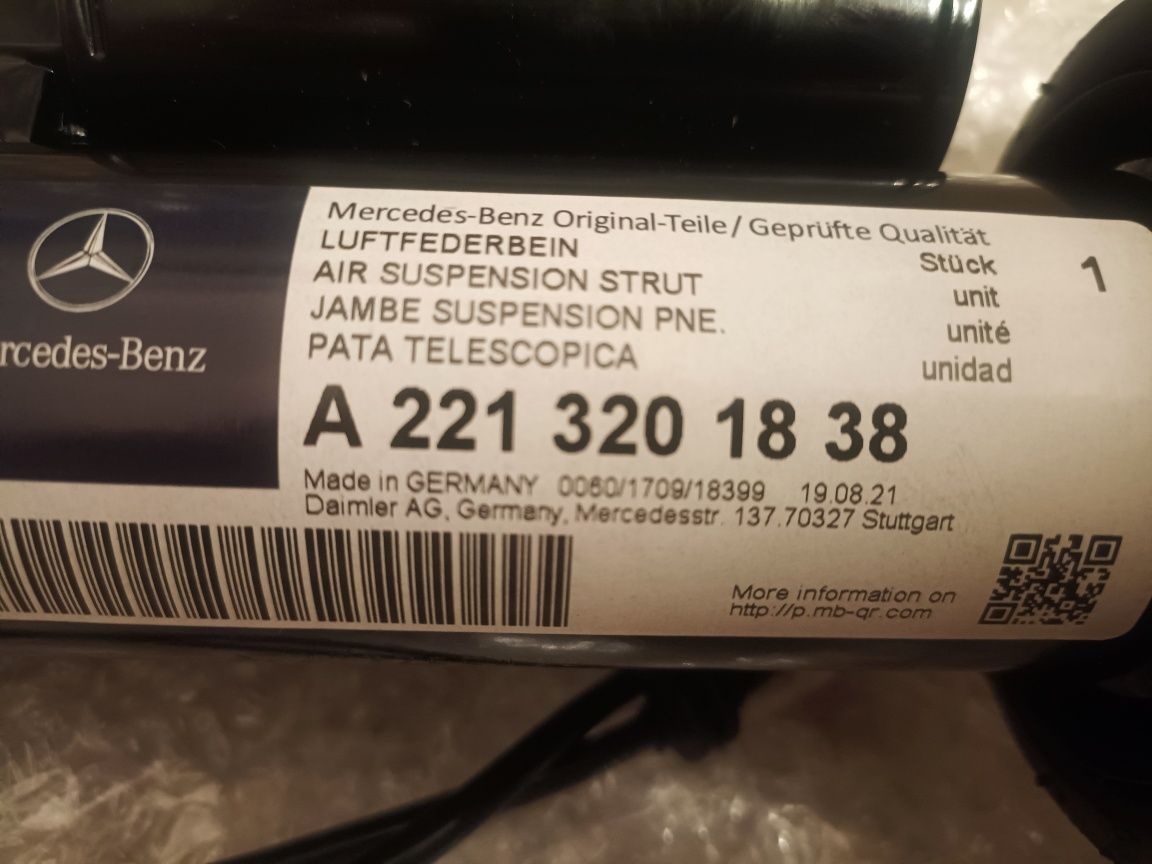 rcedes-Benz
Mercedes-Benz Original-Teile/Geprüfte Qualität
LUFTFEDERBEIN Stück 1
AIR SUSPENSION STRUT unit
JAMBE SUSPENSION PNE. unité
PATA TELESCOPICA unidad
A 221 320 18 38
Made in GERMANY 0060/1709/18399 19.08.21
Daimler AG, Germany, Mercedesstr. 137.70327 Stuttgart
More information on
http://p.mb-qr.com